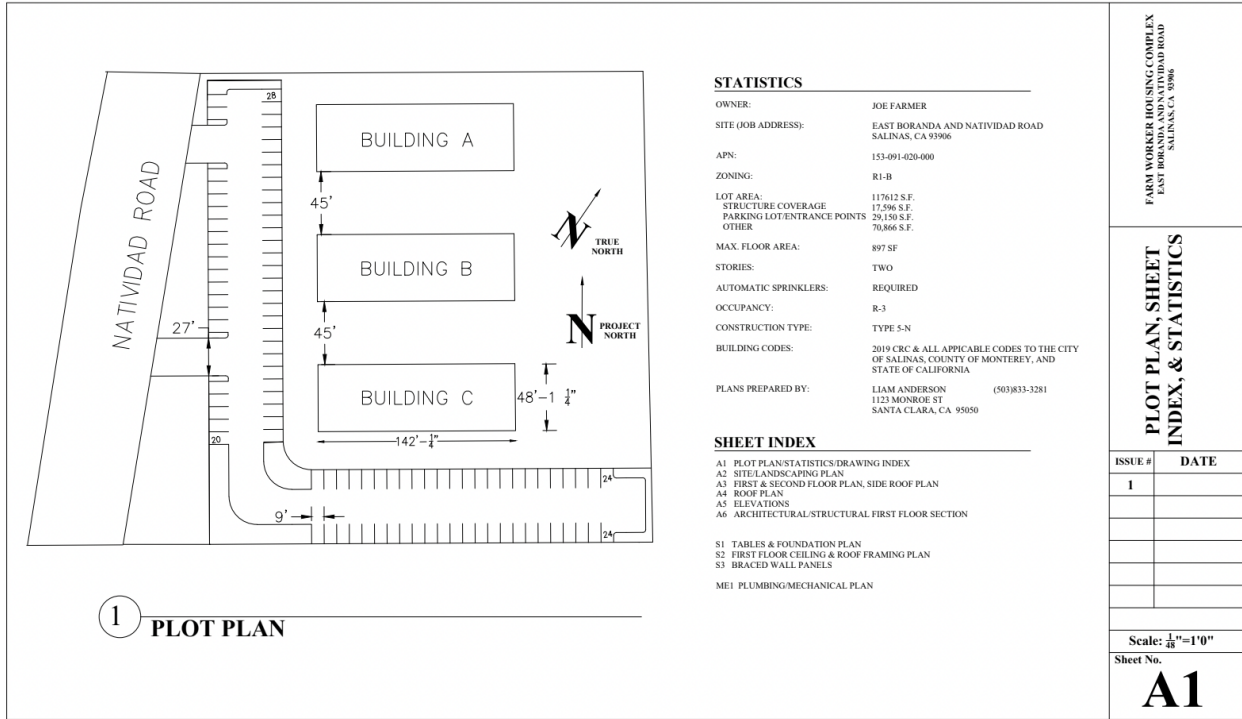 28
BUILDING A
45'
NATIVIDAD ROAD
N TRUE NORTH
BUILDING B
27'
45'
N PROJECT NORTH
BUILDING C
48'-1 1/4"
142'-1/4"
20
24
9'
24
1 PLOT PLAN
STATISTICS
OWNER: JOE FARMER
SITE (JOB ADDRESS): EAST BORANDA AND NATIVIDAD ROAD
SALINAS, CA 93906
APN: 153-091-020-000
ZONING: R1-B
LOT AREA: 117612 S.F.
STRUCTURE COVERAGE 17,596 S.F.
PARKING LOT/ENTRANCE POINTS 29,150 S.F.
OTHER 70,866 S.F.
MAX. FLOOR AREA: 897 SF
STORIES: TWO
AUTOMATIC SPRINKLERS: REQUIRED
OCCUPANCY: R-3
CONSTRUCTION TYPE: TYPE 5-N
BUILDING CODES: 2019 CRC & ALL APPICABLE CODES TO THE CITY
OF SALINAS, COUNTY OF MONTEREY, AND
STATE OF CALIFORNIA
PLANS PREPARED BY: LIAM ANDERSON (503)833-3281
1123 MONROE ST
SANTA CLARA, CA 95050
SHEET INDEX
A1 PLOT PLAN/STATISTICS/DRAWING INDEX
A2 SITE/LANDSCAPING PLAN
A3 FIRST & SECOND FLOOR PLAN, SIDE ROOF PLAN
A4 ROOF PLAN
A5 ELEVATIONS
A6 ARCHITECTURAL/STRUCTURAL FIRST FLOOR SECTION
S1 TABLES & FOUNDATION PLAN
S2 FIRST FLOOR CEILING & ROOF FRAMING PLAN
S3 BRACED WALL PANELS
ME1 PLUMBING/MECHANICAL PLAN
FARM WORKER HOUSING COMPLEX
EAST BORANDA AND NATIVIDAD ROAD
SALINAS, CA 93906
PLOT PLAN, SHEET
INDEX, & STATISTICS
ISSUE # DATE
1
Scale: 1/48"=1'0"
Sheet No.
A1